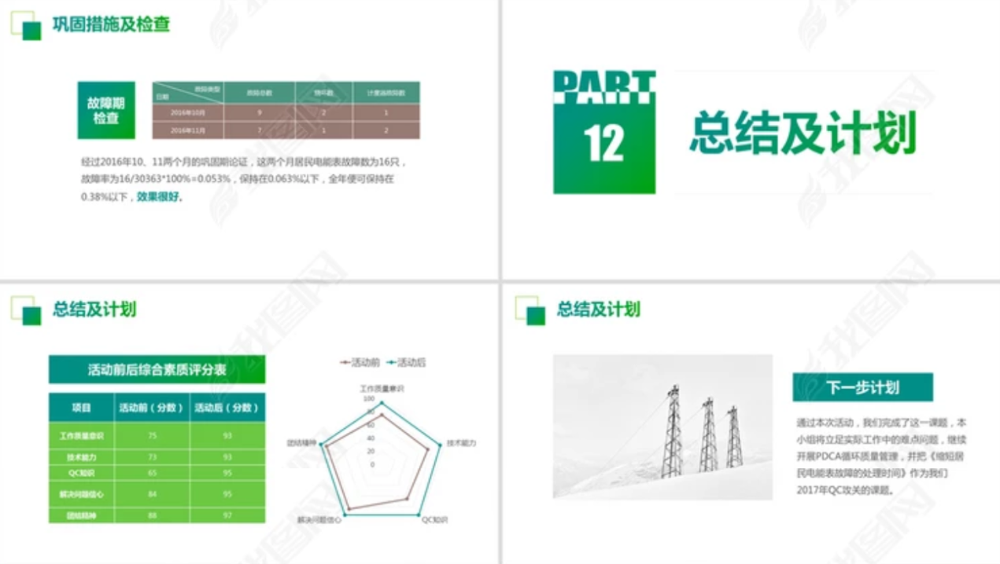 巩固措施及检查
故障期
检查
故障类型
日期
故障总数
烧坏数
计度器故障数
2016年10月 9 2 1
2016年11月 7 1 2
经过2016年10、11两个月的巩固期论证，这两个月居民电能表故障数为16只，
故障率为16/30363*100%=0.053%，保持在0.063%以下，全年便可保持在
0.38%以下，效果很好。
PART
12
总结及计划
总结及计划
活动前后综合素质评分表
项目 活动前（分数） 活动后（分数）
工作质量意识 75 93
技术能力 73 93
QC知识 65 95
解决问题信心 84 95
团结精神 88 97
活动前 活动后
工作质量意识
100
80
60
40
20
0
团结精神
技术能力
解决问题信心
QC知识
总结及计划
下一步计划
通过本次活动，我们完成了这一课题，本
小组将立足实际工作中的难点问题，继续
开展PDCA循环质量管理，并把《缩短居
民电能表故障的处理时间》作为我们
2017年QC攻关的课题。
我图网